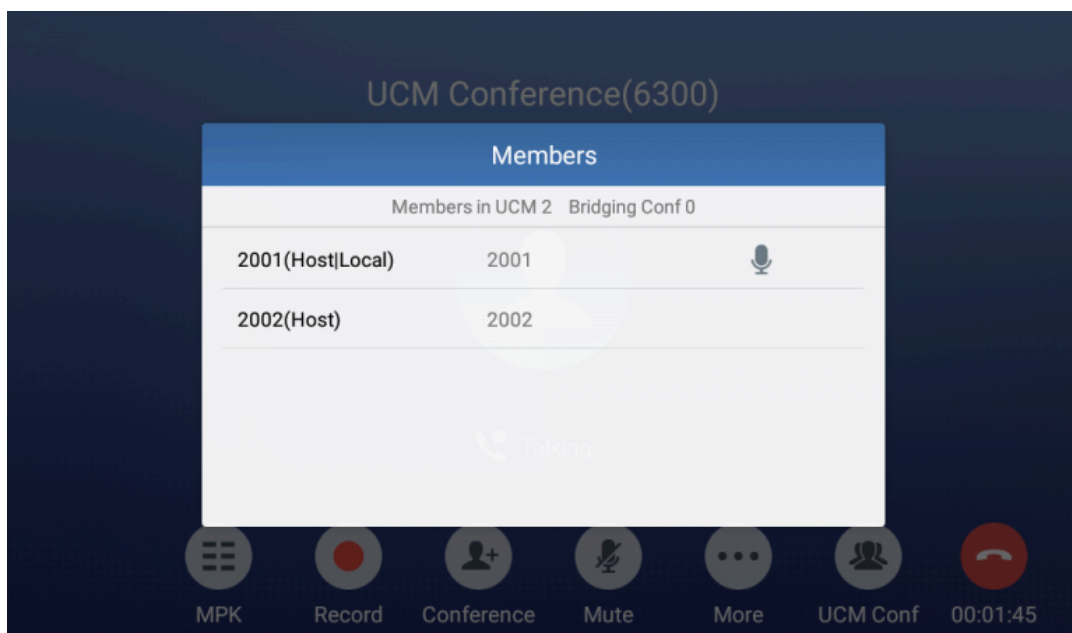 UCM Conference(6300)
Members
Members in UCM 2 Bridging Conf 0
2001(Host|Local) 2001
2002(Host) 2002
Talking...
MPK Record Conference Mute More UCM Conf 00:01:45